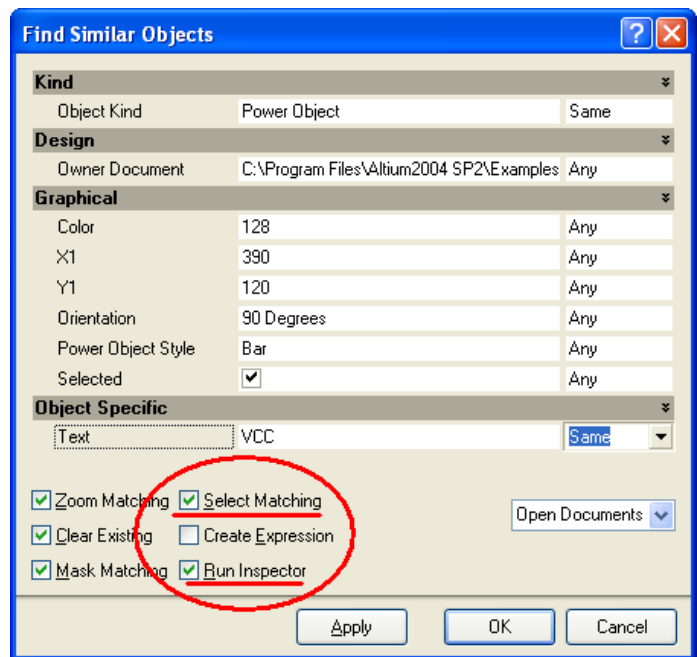 Find Similar Objects
Kind
Object Kind Power Object Same
Design
Owner Document C:\Program Files\Altium2004 SP2\Examples Any
Graphical
Color 128 Any
X1 390 Any
Y1 120 Any
Orientation 90 Degrees Any
Power Object Style Bar Any
Selected Any
Object Specific
Text VCC Same
Zoom Matching Select Matching
Open Documents
Clear Existing Create Expression
Mask Matching Run Inspector
Apply OK Cancel